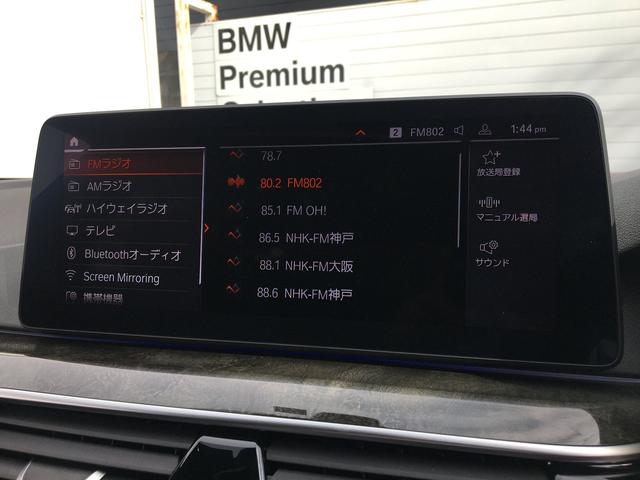 BMW
Premium
Selection
2 FM802 1:44 pm
FMラジオ
AMラジオ
ハイウェイラジオ
テレビ
Bluetoothオーディオ
Screen Mirroring
携帯機器
78.7
80.2 FM802
85.1 FM OH!
86.5 NHK-FM神戸
88.1 NHK-FM大阪
88.6 NHK-FM神戸
放送局登録
マニュアル選局
サウンド